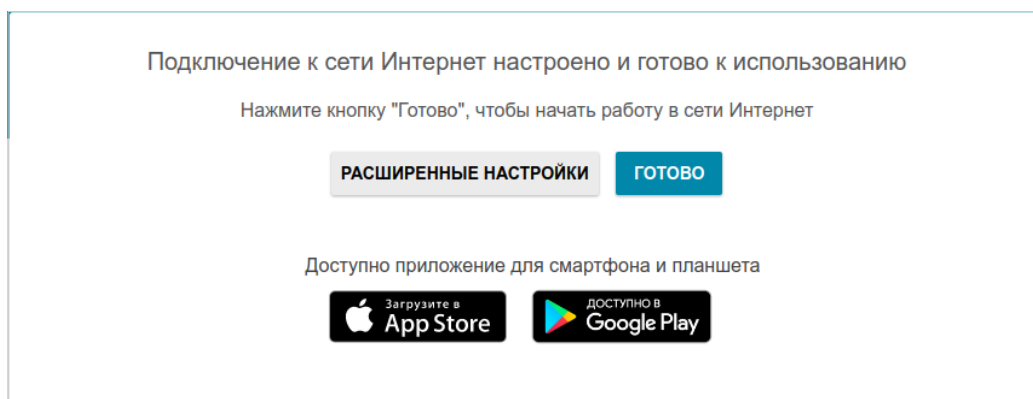 Подключение к сети Интернет настроено и готово к использованию
Нажмите кнопку "Готово", чтобы начать работу в сети Интернет
РАСШИРЕННЫЕ НАСТРОЙКИ ГОТОВО
Доступно приложение для смартфона и планшета
Загрузите в
App Store
ДОСТУПНО В
Google Play